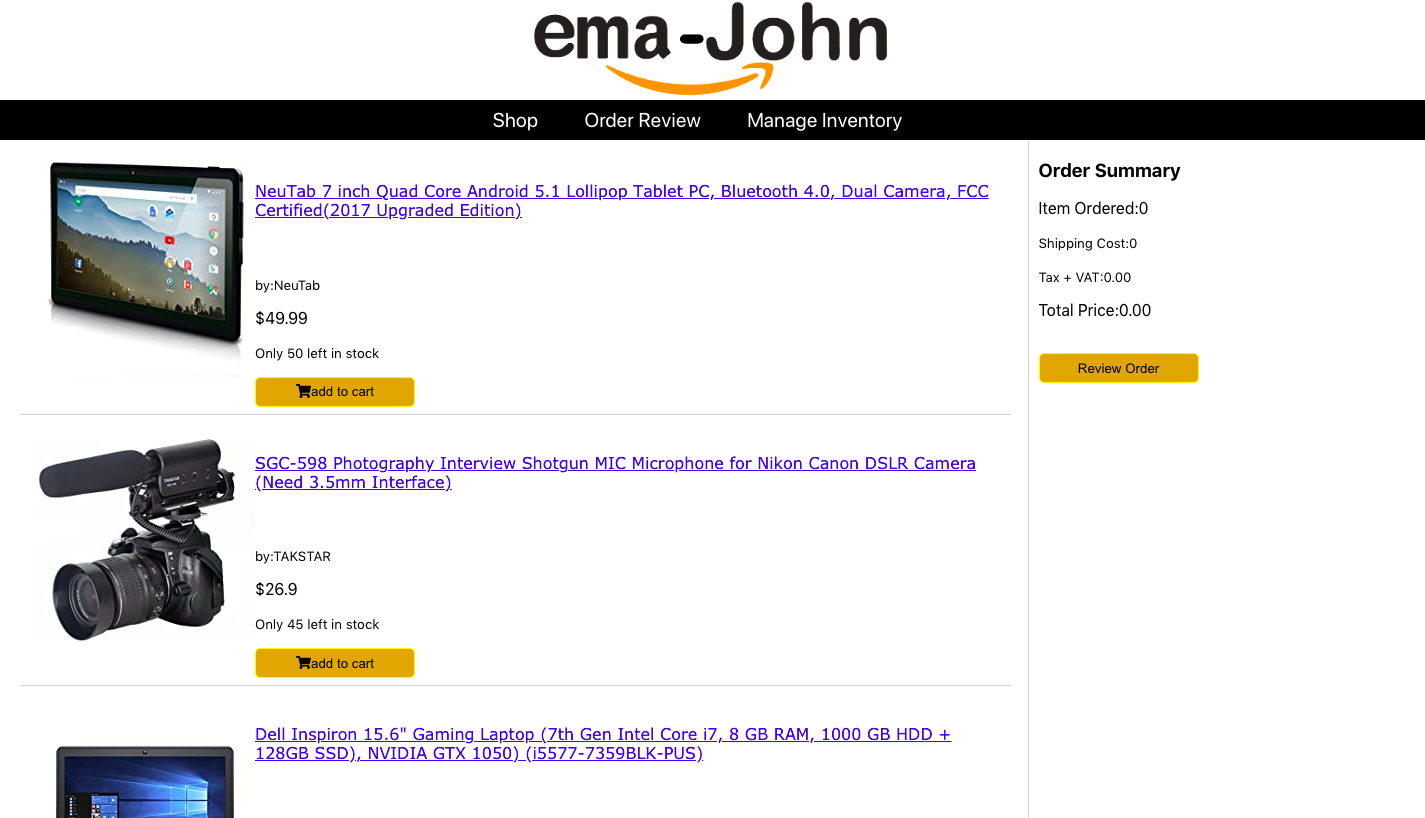 ema-John
Shop Order Review Manage Inventory
NeuTab 7 inch Quad Core Android 5.1 Lollipop Tablet PC, Bluetooth 4.0, Dual Camera, FCC
Certified(2017 Upgraded Edition)
by:NeuTab
$49.99
Only 50 left in stock
add to cart
SGC-598 Photography Interview Shotgun MIC Microphone for Nikon Canon DSLR Camera
(Need 3.5mm Interface)
by:TAKSTAR
$26.9
Only 45 left in stock
add to cart
Dell Inspiron 15.6" Gaming Laptop (7th Gen Intel Core i7, 8 GB RAM, 1000 GB HDD +
128GB SSD), NVIDIA GTX 1050) (i5577-7359BLK-PUS)
Order Summary
Item Ordered:0
Shipping Cost:0
Tax + VAT:0.00
Total Price:0.00
Review Order